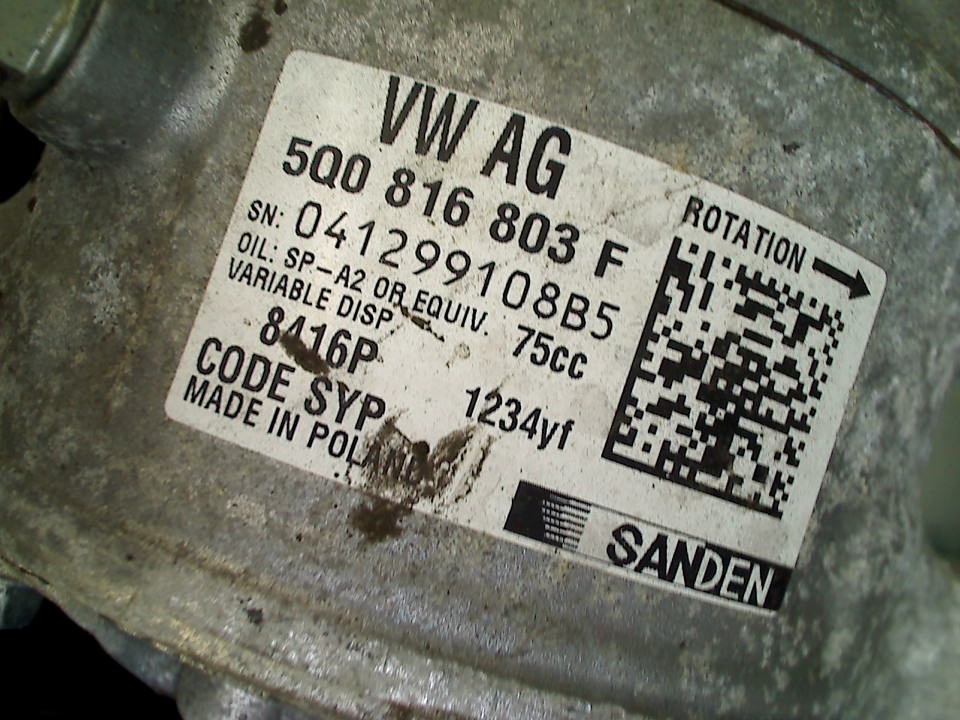 VW AG
5Q0 816 803 F
SN: 041299108B5
OIL: SP-A2 OR EQUIV. 75cc
VARIABLE DISP
8416P
1234yf
CODE SYP
MADE IN POLAND
ROTATION
SANDEN